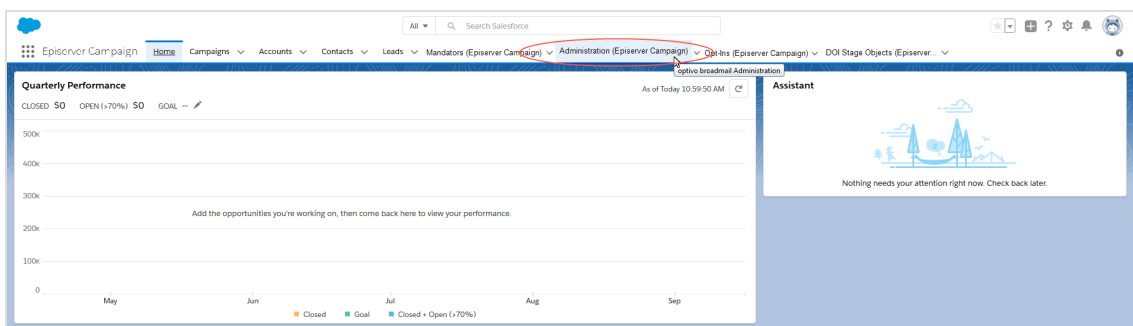 All Search Salesforce
Episerver Campaign Home Campaigns Accounts Contacts Leads Mandators (Episerver Campaign) Administration (Episerver Campaign) Opt-Ins (Episerver Campaign) DOI Stage Objects (Episerver...
optivo broadmail Administration
Quarterly Performance
As of Today 10:59:50 AM
CLOSED $0 OPEN (>70%) $0 GOAL --
500K
400K
300K
200K
100K
0
Add the opportunities you're working on, then come back here to view your performance.
May Jun Jul Aug Sep
Closed Goal Closed + Open (>70%)
Assistant
Nothing needs your attention right now. Check back later.